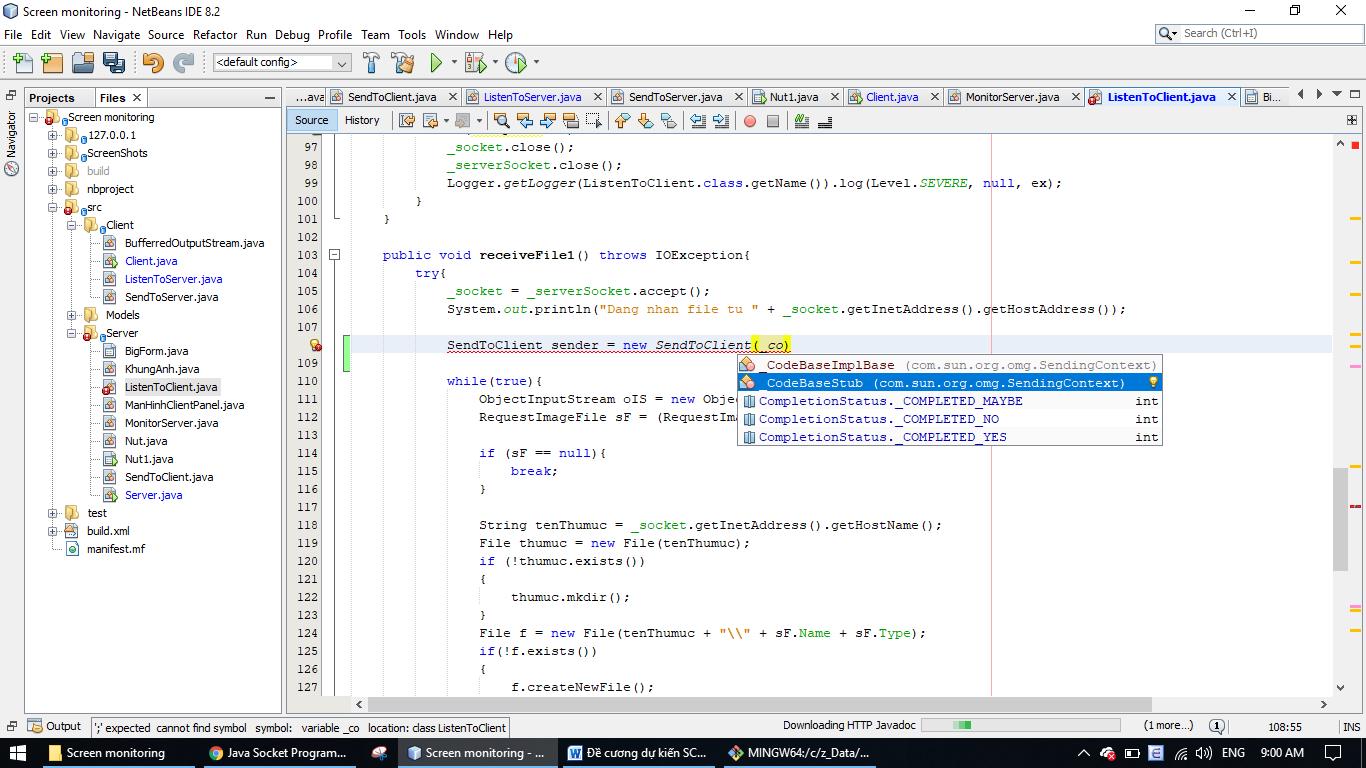 Screen monitoring - NetBeans IDE 8.2
File Edit View Navigate Source Refactor Run Debug Profile Team Tools Window Help
Search (Ctrl+I)
<default config>
Projects Files
...ava SendToClient.java ListenToServer.java SendToServer.java Nut1.java Client.java MonitorServer.java ListenToClient.java Bi...
Source History
Navigator
Screen monitoring
127.0.0.1
ScreenShots
build
nbproject
src
Client
BufferredOutputStream.java
Client.java
ListenToServer.java
SendToServer.java
Models
Server
BigForm.java
KhungAnh.java
ListenToClient.java
ManHinhClientPanel.java
MonitorServer.java
Nut.java
Nut1.java
SendToClient.java
Server.java
test
build.xml
manifest.mf
97 _socket.close();
98 _serverSocket.close();
99 Logger.getLogger(ListenToClient.class.getName()).log(Level.SEVERE, null, ex);
100 }
101 }
102
103 public void receiveFile1() throws IOException{
104 try{
105 _socket = _serverSocket.accept();
106 System.out.println("Dang nhan file tu " + _socket.getInetAddress().getHostAddress());
107
SendToClient sender = new SendToClient(_co)
109
110 while(true){
111 ObjectInputStream oIS = new Obje
112 RequestImageFile sF = (RequestIma
113
114 if (sF == null){
115 break;
116 }
117
118 String tenThumuc = _socket.getInetAddress().getHostName();
119 File thumuc = new File(tenThumuc);
120 if (!thumuc.exists())
121 {
122 thumuc.mkdir();
123 }
124 File f = new File(tenThumuc + "\\" + sF.Name + sF.Type);
125 if(!f.exists())
126 {
127 f.createNewFile();
_CodeBaseImplBase (com.sun.org.omg.SendingContext)
_CodeBaseStub (com.sun.org.omg.SendingContext)
CompletionStatus._COMPLETED_MAYBE int
CompletionStatus._COMPLETED_NO int
CompletionStatus._COMPLETED_YES int
Output ';' expected cannot find symbol symbol: variable _co location: class ListenToClient Downloading HTTP Javadoc (1 more...) 1 108:55 INS
Screen monitoring Java Socket Program... Screen monitoring - ... Đề cương dự kiến SC... MINGW64:/c/z_Data/... ENG 9:00 AM